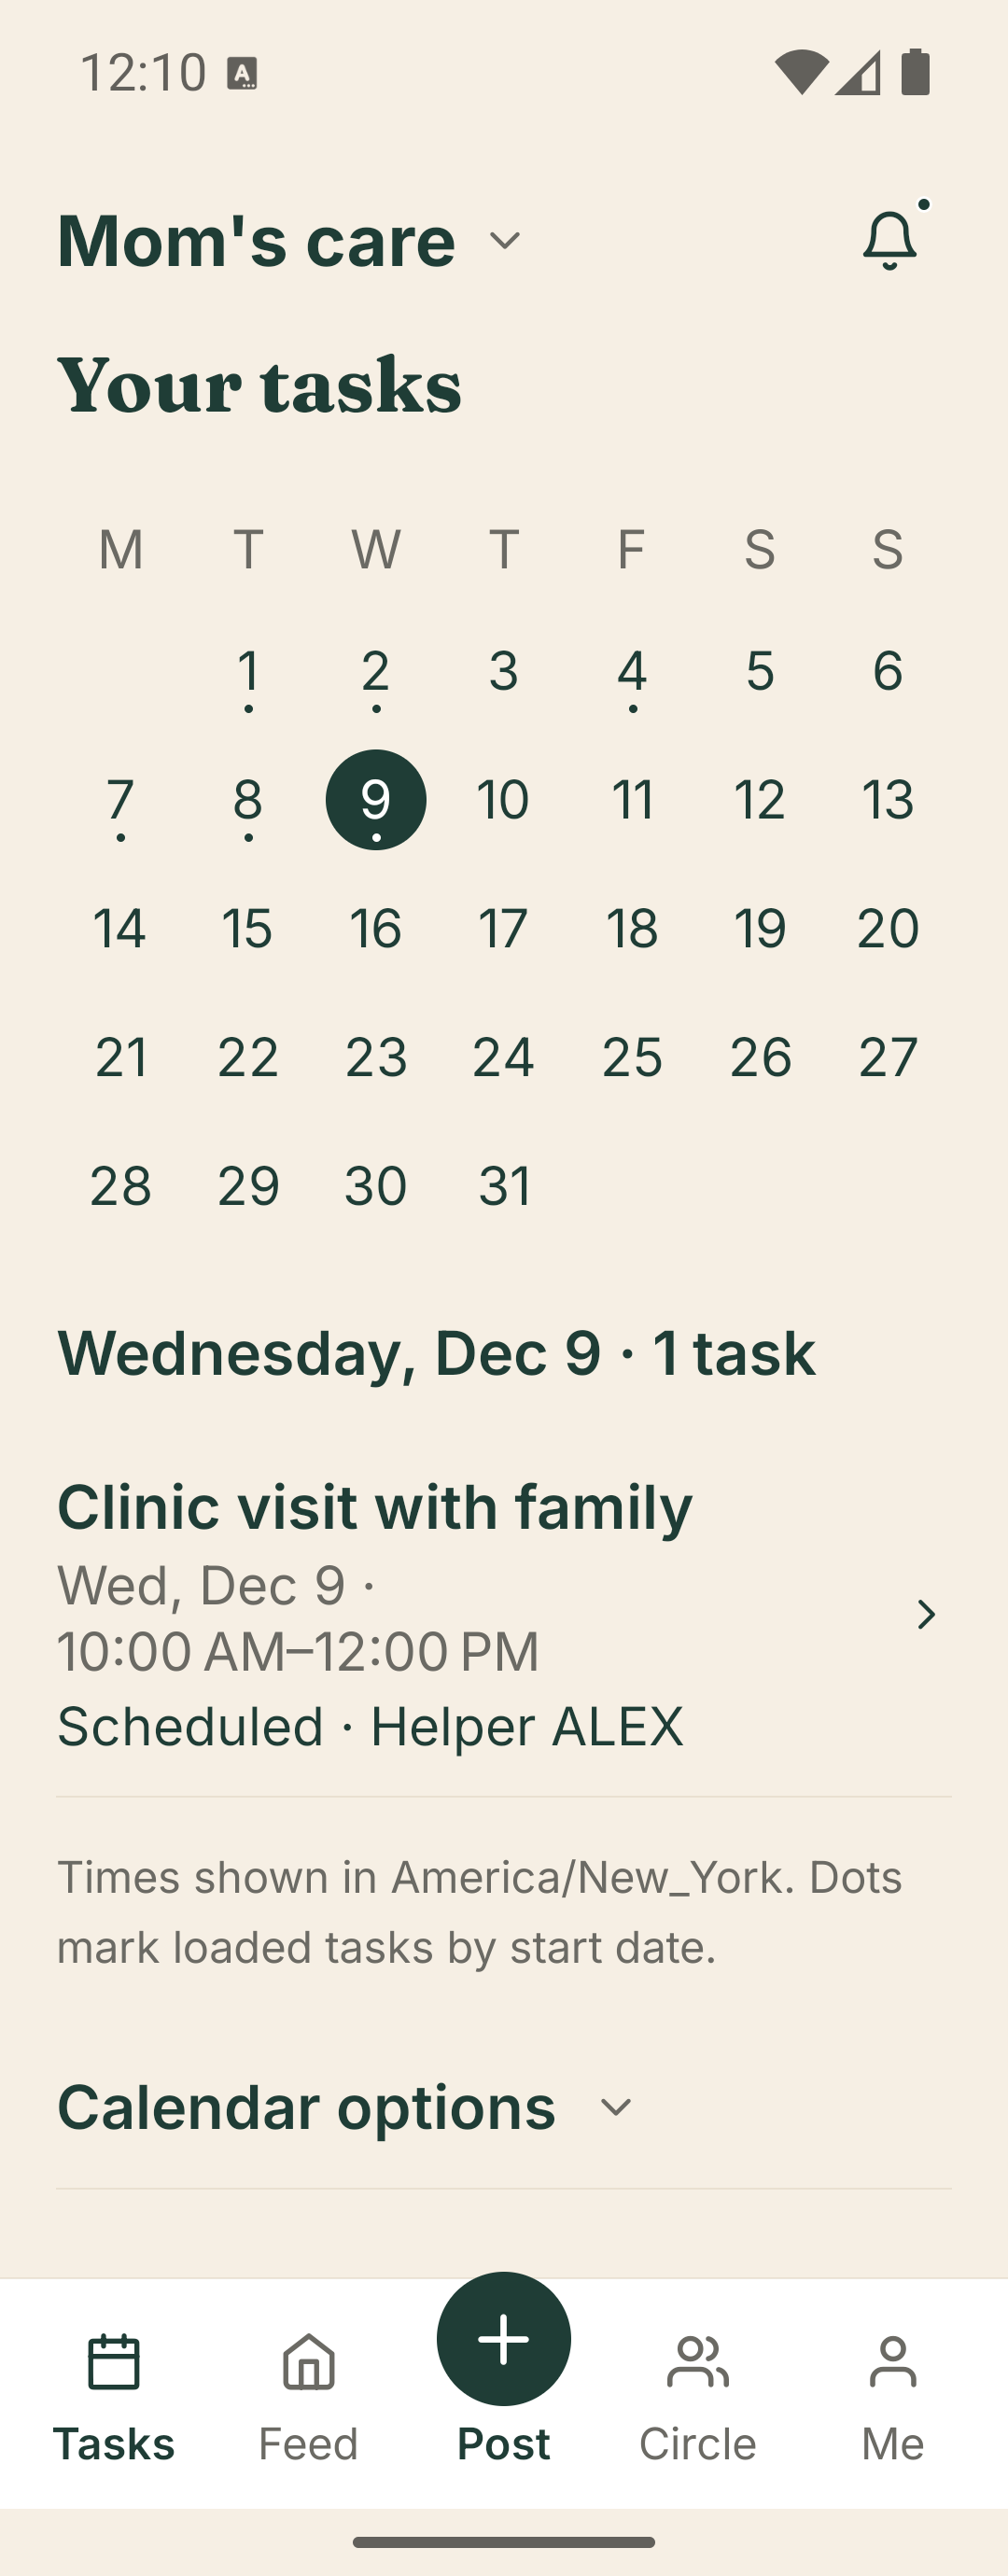 12:10
Mom's care
Your tasks
M T W T F S S
1 2 3 4 5 6
7 8 9 10 11 12 13
14 15 16 17 18 19 20
21 22 23 24 25 26 27
28 29 30 31
Wednesday, Dec 9 · 1 task
Clinic visit with family
Wed, Dec 9 ·
10:00 AM–12:00 PM
Scheduled · Helper ALEX
Times shown in America/New_York. Dots
mark loaded tasks by start date.
Calendar options
Tasks Feed Post Circle Me